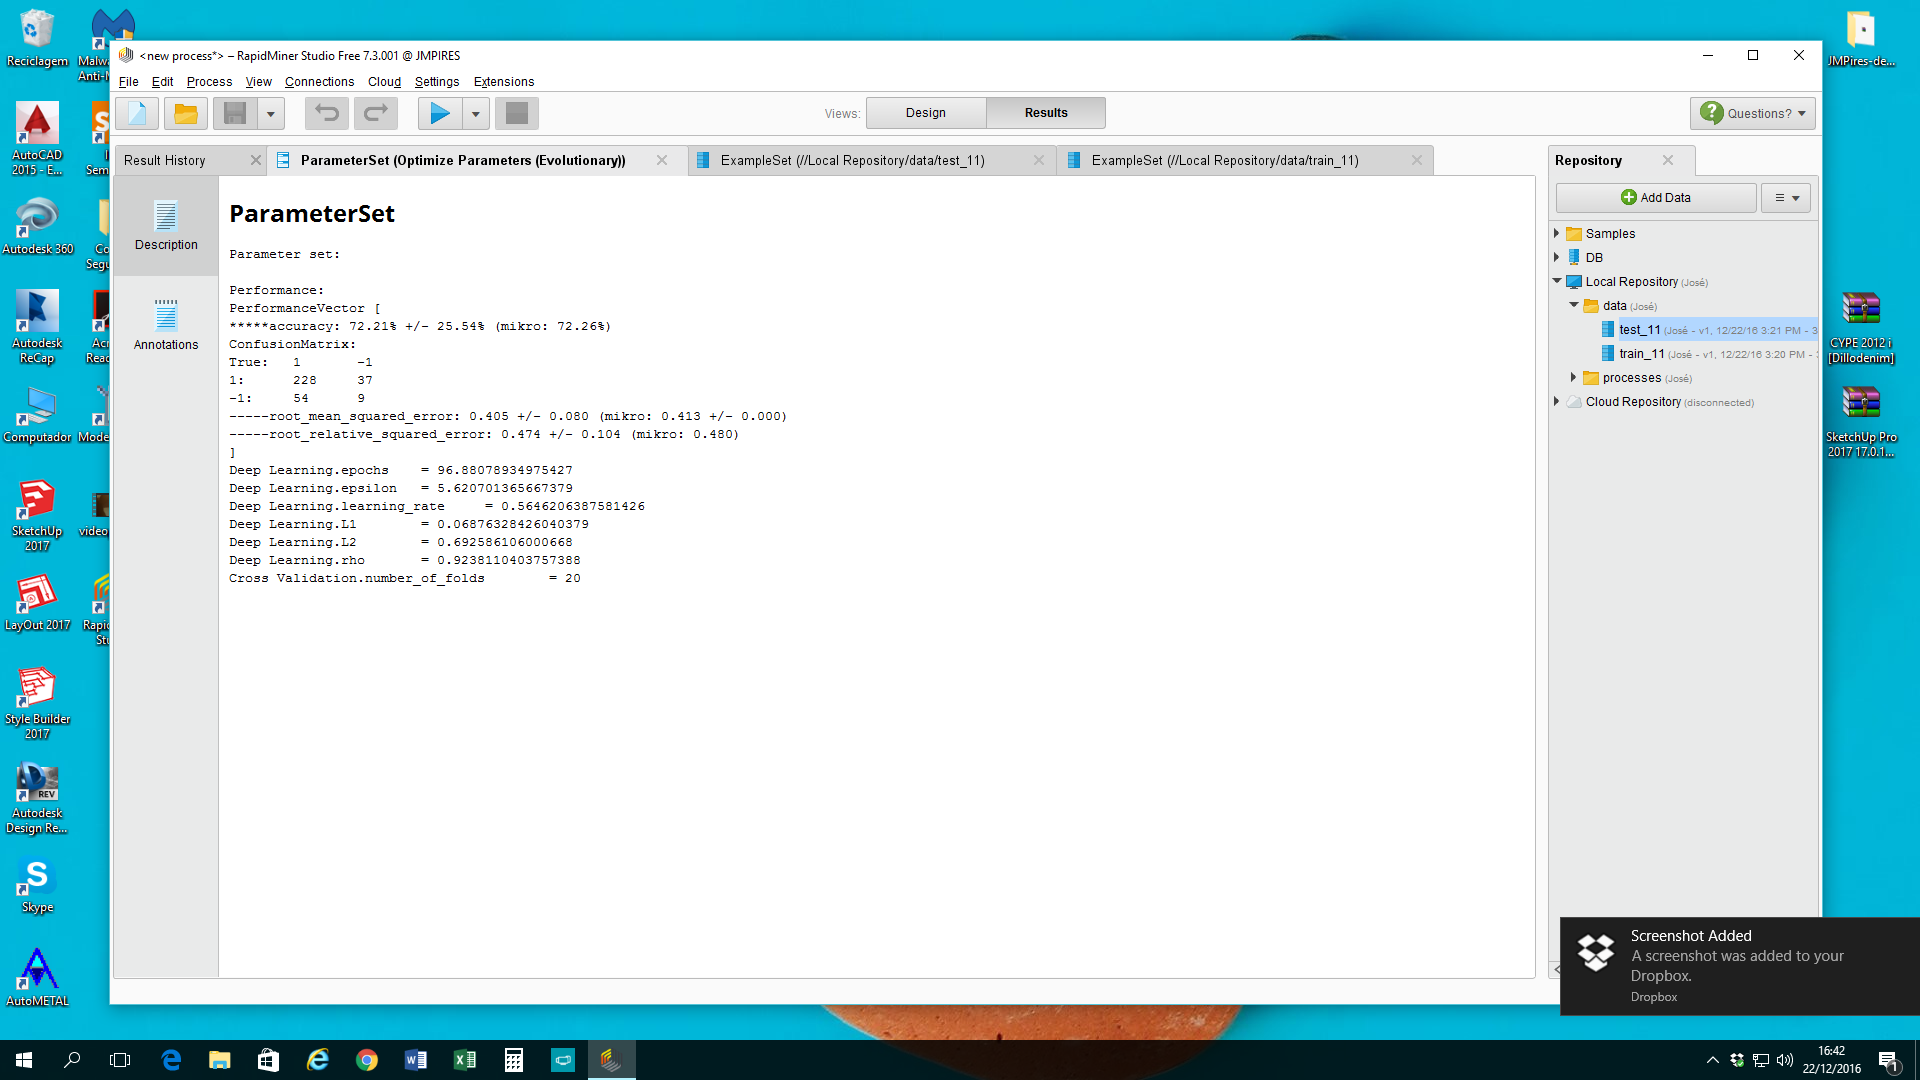 Reciclagem
Malwa
Anti-M
AutoCAD
2015 - E...
Sem
Autodesk 360
Co
Segu
Autodesk
ReCap
Acr
Read
Computador
Mode
SketchUp
2017
video
LayOut 2017
Rapid
Stu
Style Builder
2017
REV
Autodesk
Design Re...
Skype
AutoMETAL
<new process*> – RapidMiner Studio Free 7.3.001 @ JMPIRES
File Edit Process View Connections Cloud Settings Extensions
Views: Design Results
Questions?
Result History
ParameterSet (Optimize Parameters (Evolutionary))
ExampleSet (//Local Repository/data/test_11)
ExampleSet (//Local Repository/data/train_11)
Description
Annotations
ParameterSet
Parameter set:
Performance:
PerformanceVector [
*****accuracy: 72.21% +/- 25.54% (mikro: 72.26%)
ConfusionMatrix:
True: 1 -1
1: 228 37
-1: 54 9
-----root_mean_squared_error: 0.405 +/- 0.080 (mikro: 0.413 +/- 0.000)
-----root_relative_squared_error: 0.474 +/- 0.104 (mikro: 0.480)
]
Deep Learning.epochs = 96.88078934975427
Deep Learning.epsilon = 5.620701365667379
Deep Learning.learning_rate = 0.5646206387581426
Deep Learning.L1 = 0.06876328426040379
Deep Learning.L2 = 0.692586106000668
Deep Learning.rho = 0.9238110403757388
Cross Validation.number_of_folds = 20
Repository
Add Data
Samples
DB
Local Repository (José)
data (José)
test_11 (José - v1, 12/22/16 3:21 PM - 3
train_11 (José - v1, 12/22/16 3:20 PM -
processes (José)
Cloud Repository (disconnected)
JMPires-de...
CYPE 2012 i
[Dillodenim]
SketchUp Pro
2017 17.0.1...
Screenshot Added
A screenshot was added to your
Dropbox.
Dropbox
16:42
22/12/2016
1